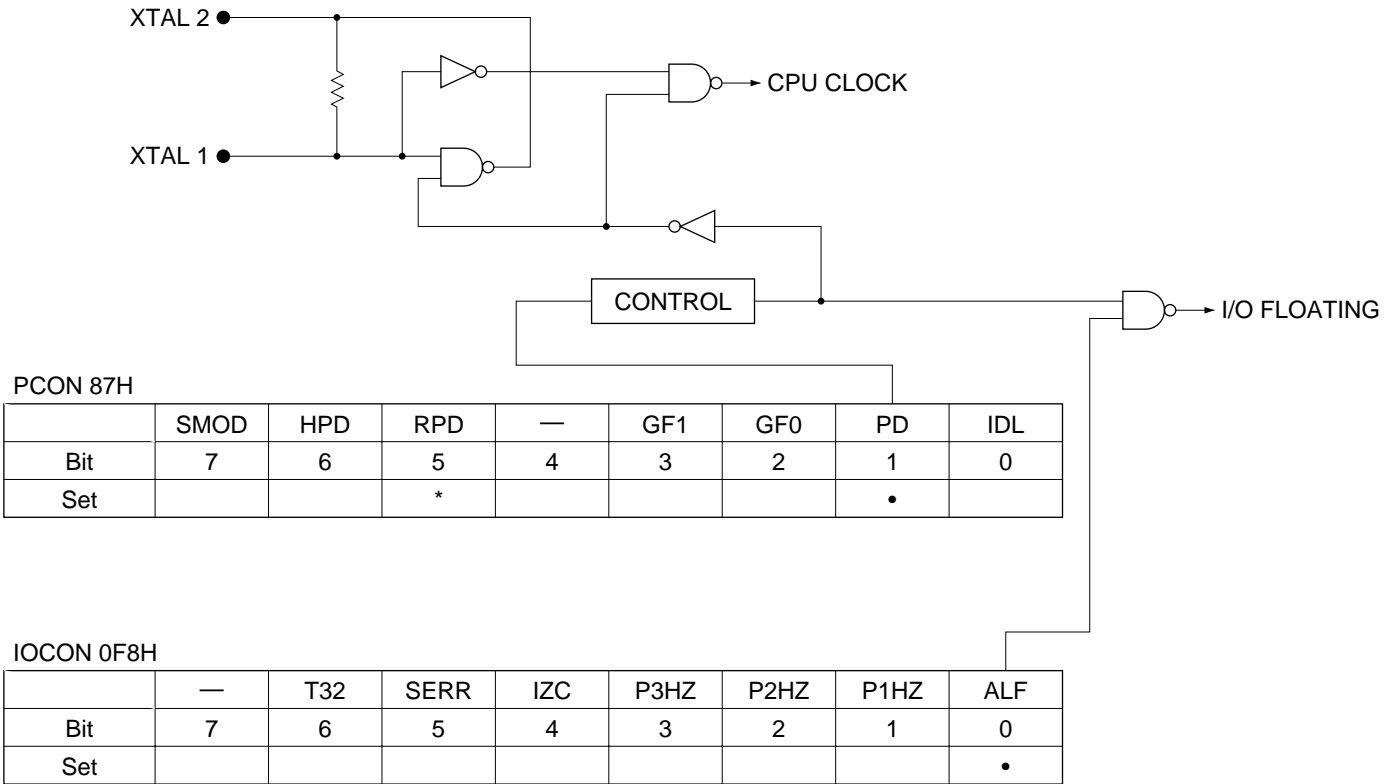 XTAL 2
CPU CLOCK
XTAL 1
CONTROL
I/O FLOATING
PCON 87H
SMOD HPD RPD — GF1 GF0 PD IDL
Bit 7 6 5 4 3 2 1 0
Set * •
IOCON 0F8H
— T32 SERR IZC P3HZ P2HZ P1HZ ALF
Bit 7 6 5 4 3 2 1 0
Set •